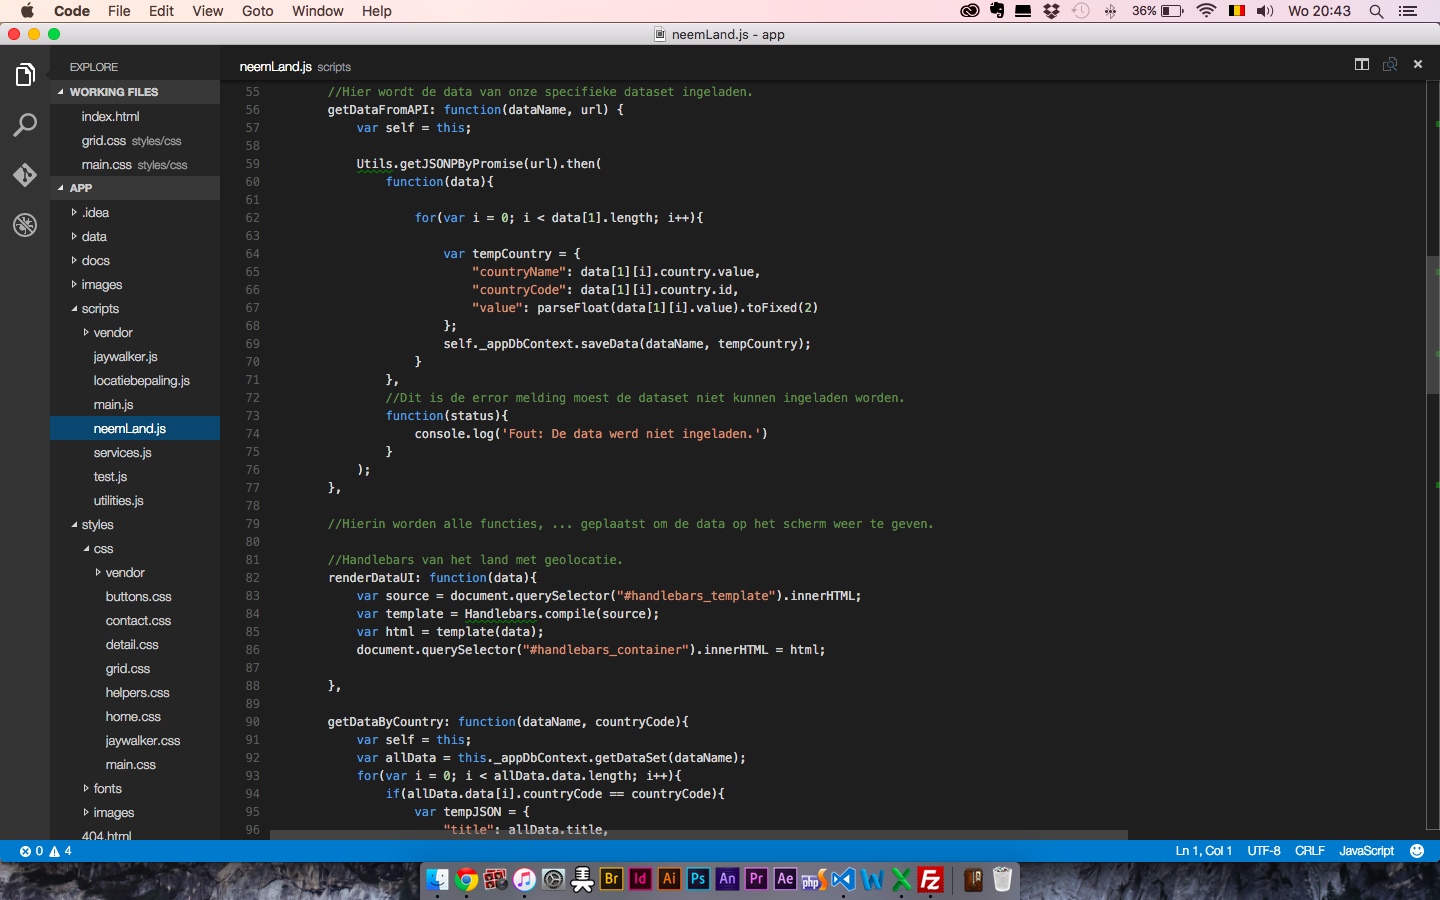 Code File Edit View Goto Window Help
36% Wo 20:43
neemLand.js - app
EXPLORE
WORKING FILES
index.html
grid.css styles/css
main.css styles/css
APP
.idea
data
docs
images
scripts
vendor
jaywalker.js
locatiebepaling.js
main.js
neemLand.js
services.js
test.js
utilities.js
styles
css
vendor
buttons.css
contact.css
detail.css
grid.css
helpers.css
home.css
jaywalker.css
main.css
fonts
images
404.html
neemLand.js scripts
55 //Hier wordt de data van onze specifieke dataset ingeladen.
56 getDataFromAPI: function(dataName, url) {
57 var self = this;
58
59 Utils.getJSONPByPromise(url).then(
60 function(data){
61
62 for(var i = 0; i < data[1].length; i++){
63
64 var tempCountry = {
65 "countryName": data[1][i].country.value,
66 "countryCode": data[1][i].country.id,
67 "value": parseFloat(data[1][i].value).toFixed(2)
68 };
69 self._appDbContext.saveData(dataName, tempCountry);
70 }
71 },
72 //Dit is de error melding moest de dataset niet kunnen ingeladen worden.
73 function(status){
74 console.log('Fout: De data werd niet ingeladen.')
75 }
76 );
77 },
78
79 //Hierin worden alle functies, ... geplaatst om de data op het scherm weer te geven.
80
81 //Handlebars van het land met geolocatie.
82 renderDataUI: function(data){
83 var source = document.querySelector("#handlebars_template").innerHTML;
84 var template = Handlebars.compile(source);
85 var html = template(data);
86 document.querySelector("#handlebars_container").innerHTML = html;
87
88 },
89
90 getDataByCountry: function(dataName, countryCode){
91 var self = this;
92 var allData = this._appDbContext.getDataSet(dataName);
93 for(var i = 0; i < allData.data.length; i++){
94 if(allData.data[i].countryCode == countryCode){
95 var tempJSON = {
96 "title": allData.title,
0 4
Ln 1, Col 1 UTF-8 CRLF JavaScript
Br Id Ai Ps An Pr Ae php W X Fz